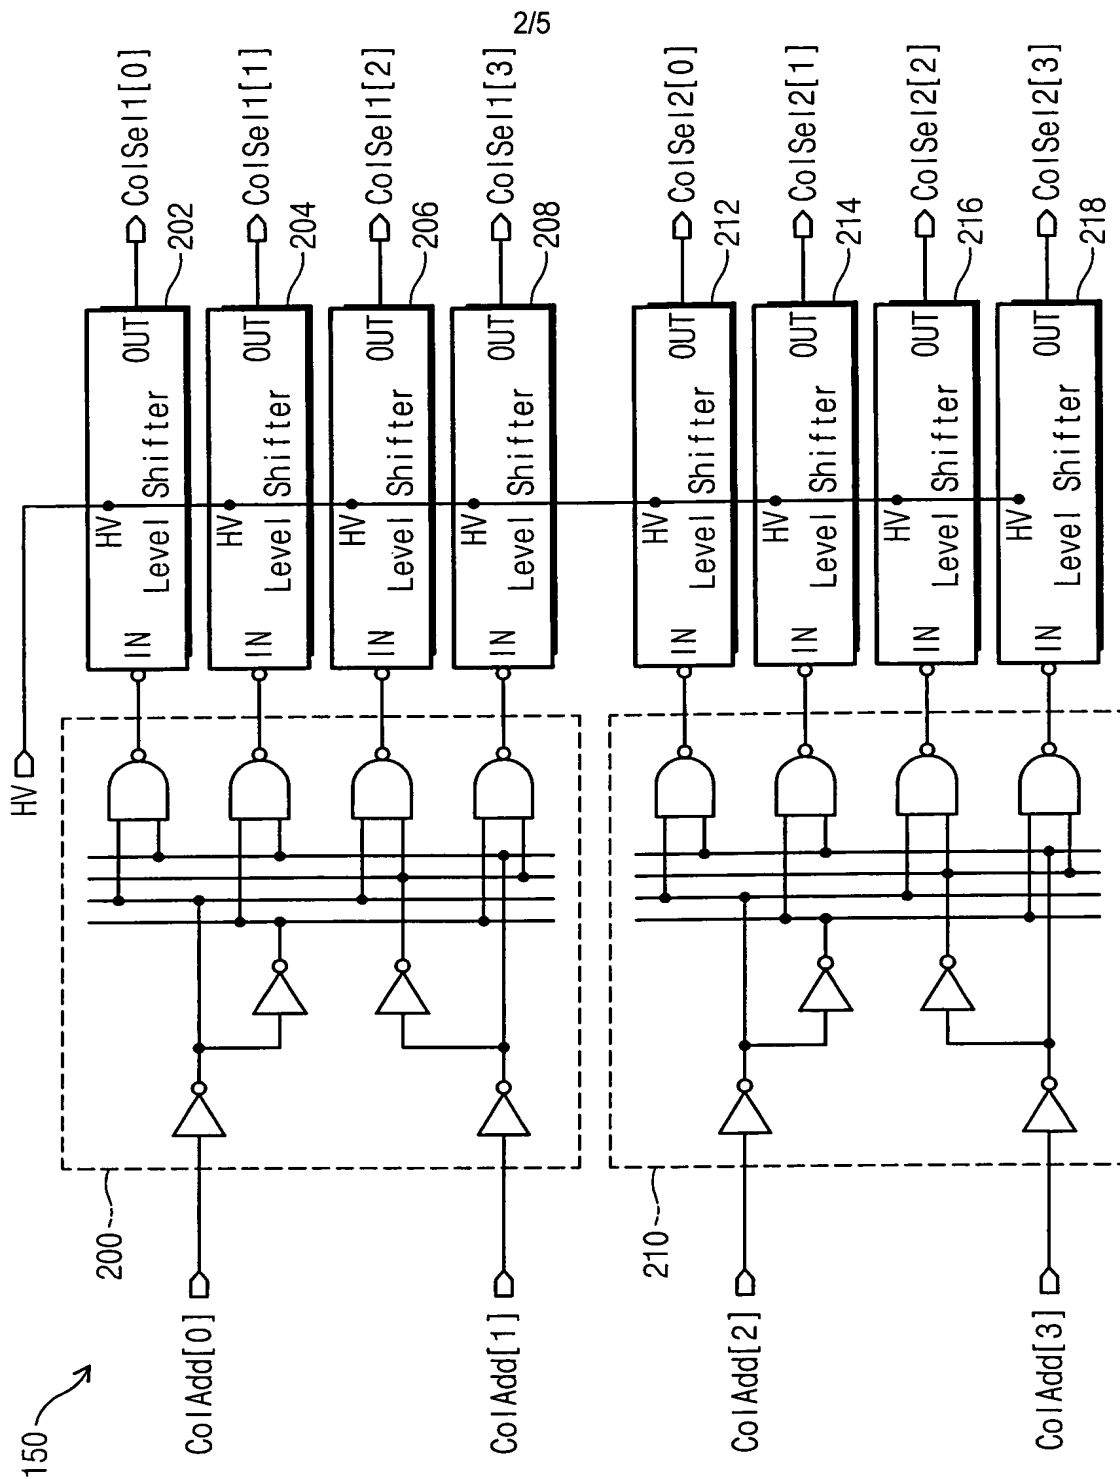 2/5
150
HV
ColAdd[0]
ColAdd[1]
ColAdd[2]
ColAdd[3]
200
210
IN HV Level Shifter OUT
202
ColSel1[0]
IN HV Level Shifter OUT
204
ColSel1[1]
IN HV Level Shifter OUT
206
ColSel1[2]
IN HV Level Shifter OUT
208
ColSel1[3]
IN HV Level Shifter OUT
212
ColSel2[0]
IN HV Level Shifter OUT
214
ColSel2[1]
IN HV Level Shifter OUT
216
ColSel2[2]
IN HV Level Shifter OUT
218
ColSel2[3]